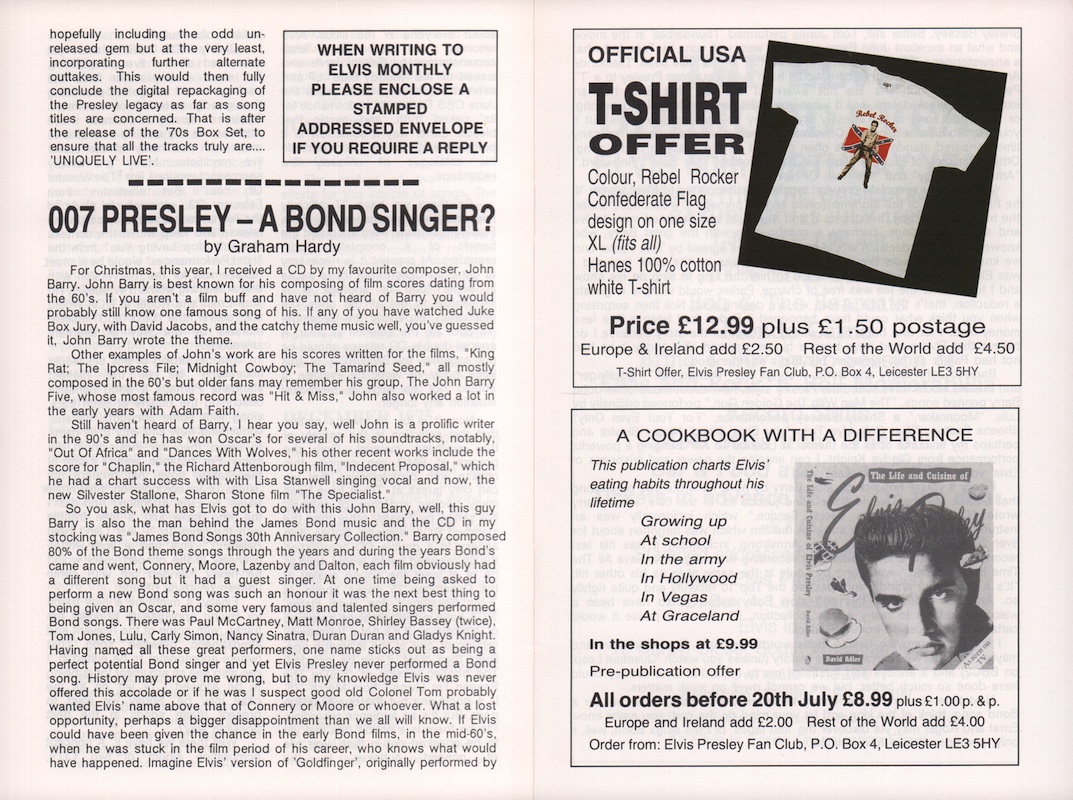 hopefully including the odd un-
released gem but at the very least,
incorporating further alternate
outtakes. This would then fully
conclude the digital repackaging of
the Presley legacy as far as song
titles are concerned. That is after
the release of the '70s Box Set, to
ensure that all the tracks truly are....
'UNIQUELY LIVE'.
WHEN WRITING TO
ELVIS MONTHLY
PLEASE ENCLOSE A
STAMPED
ADDRESSED ENVELOPE
IF YOU REQUIRE A REPLY
007 PRESLEY – A BOND SINGER?
by Graham Hardy
For Christmas, this year, I received a CD by my favourite composer, John
Barry. John Barry is best known for his composing of film scores dating from
the 60's. If you aren't a film buff and have not heard of Barry you would
probably still know one famous song of his. If any of you have watched Juke
Box Jury, with David Jacobs, and the catchy theme music well, you've guessed
it, John Barry wrote the theme.
Other examples of John's work are his scores written for the films, "King
Rat; The Ipcress File; Midnight Cowboy; The Tamarind Seed," all mostly
composed in the 60's but older fans may remember his group, The John Barry
Five, whose most famous record was "Hit & Miss," John also worked a lot in
the early years with Adam Faith.
Still haven't heard of Barry, I hear you say, well John is a prolific writer
in the 90's and he has won Oscar's for several of his soundtracks, notably,
"Out Of Africa" and "Dances With Wolves," his other recent works include the
score for "Chaplin," the Richard Attenborough film, "Indecent Proposal," which
he had a chart success with with Lisa Stanwell singing vocal and now, the
new Silvester Stallone, Sharon Stone film "The Specialist."
So you ask, what has Elvis got to do with this John Barry, well, this guy
Barry is also the man behind the James Bond music and the CD in my
stocking was "James Bond Songs 30th Anniversary Collection." Barry composed
80% of the Bond theme songs through the years and during the years Bond's
came and went, Connery, Moore, Lazenby and Dalton, each film obviously had
a different song but it had a guest singer. At one time being asked to
perform a new Bond song was such an honour it was the next best thing to
being given an Oscar, and some very famous and talented singers performed
Bond songs. There was Paul McCartney, Matt Monroe, Shirley Bassey (twice),
Tom Jones, Lulu, Carly Simon, Nancy Sinatra, Duran Duran and Gladys Knight.
Having named all these great performers, one name sticks out as being a
perfect potential Bond singer and yet Elvis Presley never performed a Bond
song. History may prove me wrong, but to my knowledge Elvis was never
offered this accolade or if he was I suspect good old Colonel Tom probably
wanted Elvis' name above that of Connery or Moore or whoever. What a lost
opportunity, perhaps a bigger disappointment than we all will know. If Elvis
could have been given the chance in the early Bond films, in the mid-60's,
when he was stuck in the film period of his career, who knows what would
have happened. Imagine Elvis' version of 'Goldfinger', originally performed by
OFFICIAL USA
T-SHIRT
OFFER
Colour, Rebel Rocker
Confederate Flag
design on one size
XL (fits all)
Hanes 100% cotton
white T-shirt
Rebel Rocker
Price £12.99 plus £1.50 postage
Europe & Ireland add £2.50 Rest of the World add £4.50
T-Shirt Offer, Elvis Presley Fan Club, P.O. Box 4, Leicester LE3 5HY
A COOKBOOK WITH A DIFFERENCE
This publication charts Elvis'
eating habits throughout his
lifetime
Growing up
At school
In the army
In Hollywood
In Vegas
At Graceland
In the shops at £9.99
Pre-publication offer
The Life and Cuisine of
Elvis Presley
The Life and Cuisine of Elvis Presley
David Adler
David Adler
As seen on
TV
All orders before 20th July £8.99 plus £1.00 p. & p.
Europe and Ireland add £2.00 Rest of the World add £4.00
Order from: Elvis Presley Fan Club, P.O. Box 4, Leicester LE3 5HY